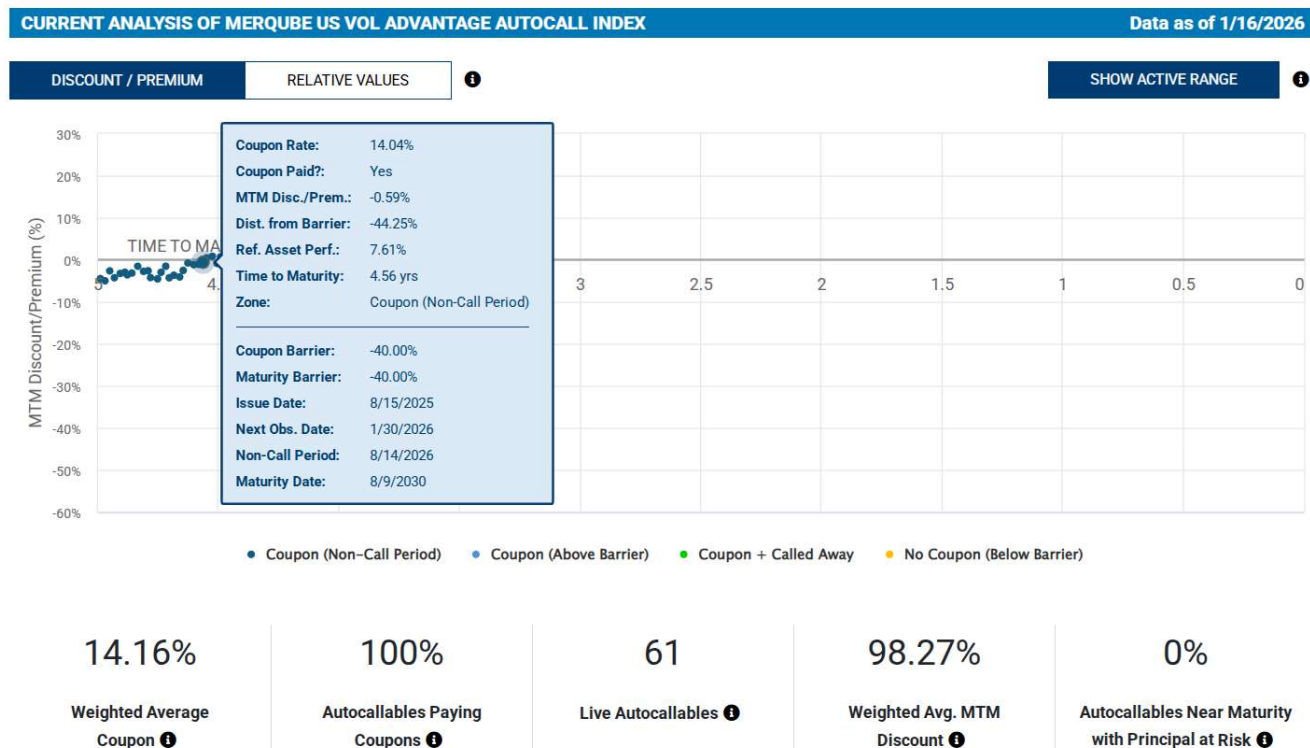 CURRENT ANALYSIS OF MERQUBE US VOL ADVANTAGE AUTOCALL INDEX Data as of 1/16/2026
DISCOUNT / PREMIUM RELATIVE VALUES SHOW ACTIVE RANGE
MTM Discount/Premium (%)
30%
20%
10%
0%
-10%
-20%
-30%
-40%
-50%
-60%
TIME TO MA
5 4. 3 2.5 2 1.5 1 0.5 0
Coupon Rate: 14.04%
Coupon Paid?: Yes
MTM Disc./Prem.: -0.59%
Dist. from Barrier: -44.25%
Ref. Asset Perf.: 7.61%
Time to Maturity: 4.56 yrs
Zone: Coupon (Non-Call Period)
Coupon Barrier: -40.00%
Maturity Barrier: -40.00%
Issue Date: 8/15/2025
Next Obs. Date: 1/30/2026
Non-Call Period: 8/14/2026
Maturity Date: 8/9/2030
Coupon (Non-Call Period) Coupon (Above Barrier) Coupon + Called Away No Coupon (Below Barrier)
14.16%
Weighted Average
Coupon
100%
Autocallables Paying
Coupons
61
Live Autocallables
98.27%
Weighted Avg. MTM
Discount
0%
Autocallables Near Maturity
with Principal at Risk